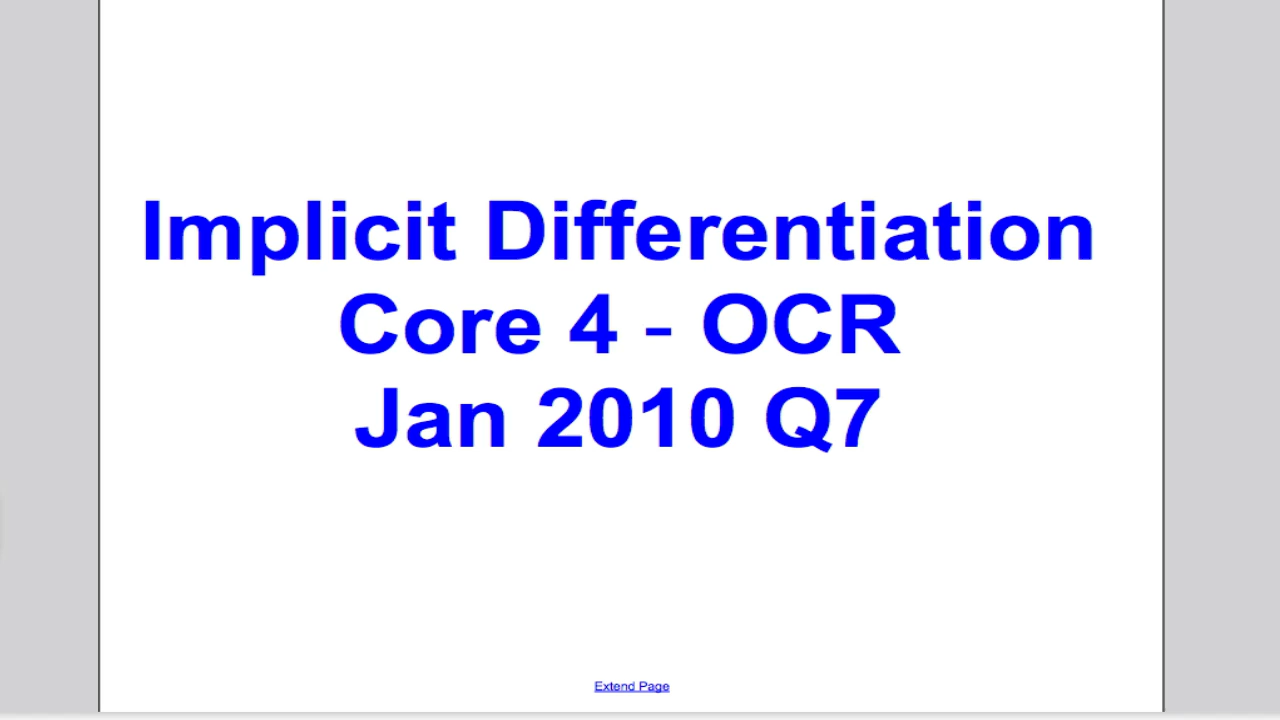 Implicit Differentiation
Core 4 - OCR
Jan 2010 Q7
Extend Page